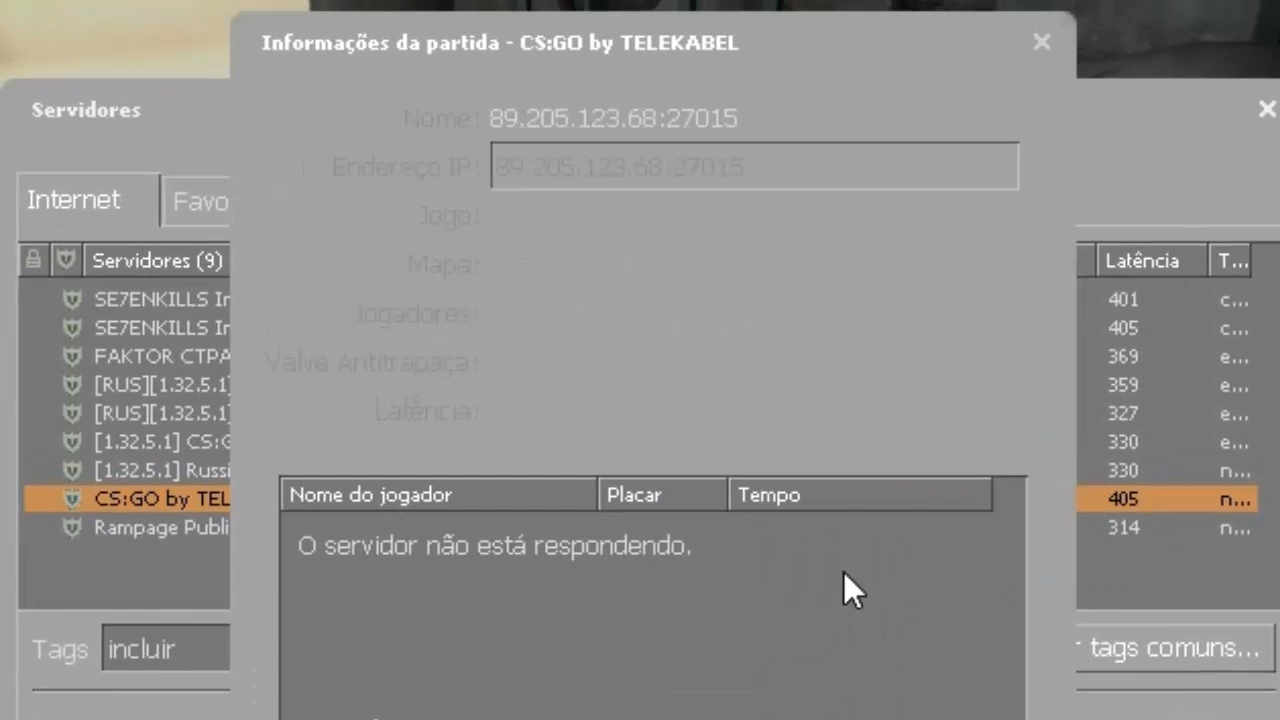 Informações da partida - CS:GO by TELEKABEL
Servidores
Nome: 89.205.123.68:27015
Endereço IP: 89.205.123.68:27015
Internet
Favo
Jogo:
Servidores (9)
Latência
T...
Mapa:
SE7ENKILLS In
401
c...
Jogadores:
SE7ENKILLS In
405
c...
FAKTOR CTPA
369
e...
Valve Antitrapaça:
[RUS][1.32.5.1]
359
e...
Latência:
[RUS][1.32.5.1]
327
e...
[1.32.5.1] CS:G
330
e...
[1.32.5.1] Russi
330
n...
CS:GO by TEL
405
n...
Rampage Publi
314
n...
Nome do jogador
Placar
Tempo
O servidor não está respondendo.
Tags
incluir
tags comuns...